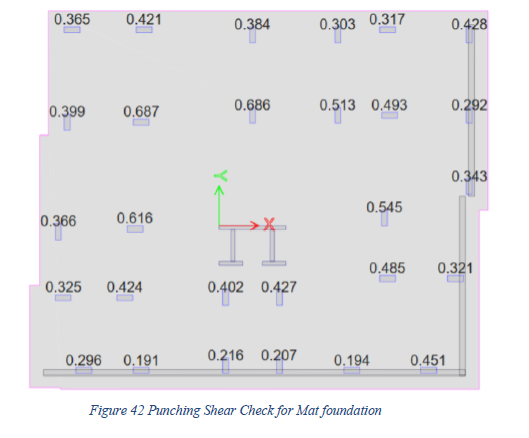 0.365 0.421 0.384 0.303 0.317 0.428
0.399 0.687 0.686 0.513 0.493 0.292
0.343
0.366 0.616 0.545
Y
X
0.485 0.321
0.325 0.424 0.402 0.427
0.296 0.191 0.216 0.207 0.194 0.451
Figure 42 Punching Shear Check for Mat foundation